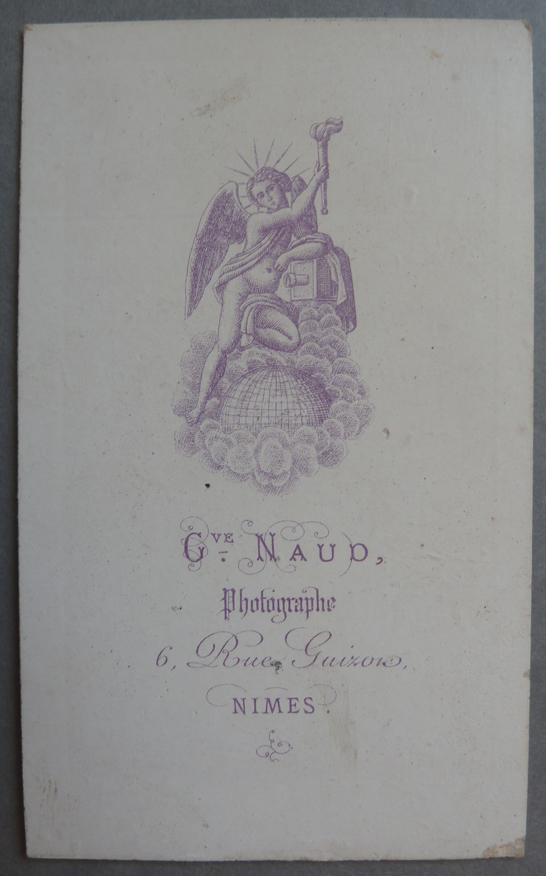 GVE NAUD,
Photographe
6, Rue Guizot,
NIMES.